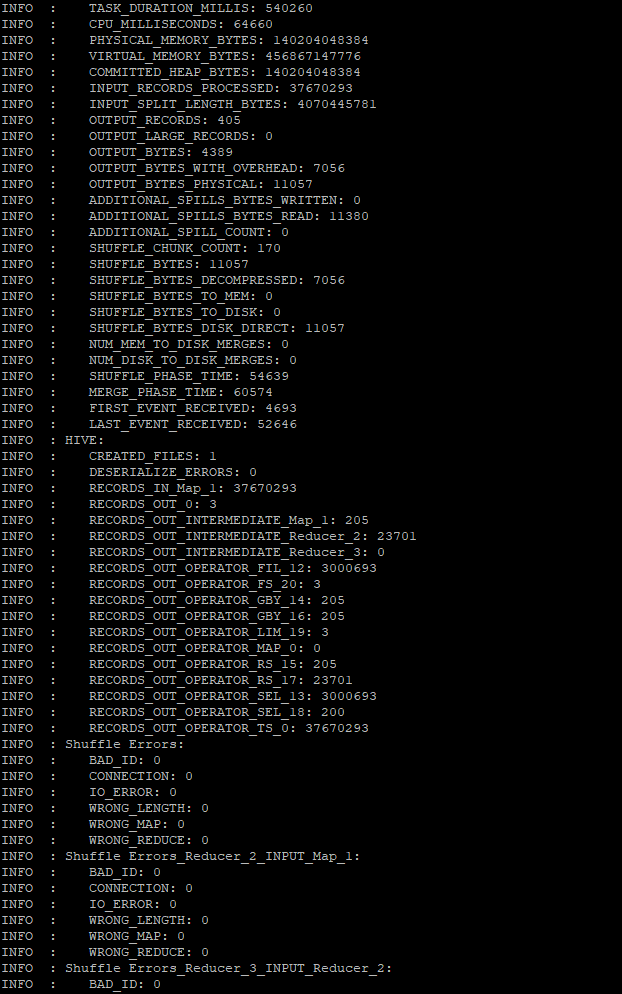 INFO  :     TASK_DURATION_MILLIS: 540260
INFO  :     CPU_MILLISECONDS: 64660
INFO  :     PHYSICAL_MEMORY_BYTES: 140204048384
INFO  :     VIRTUAL_MEMORY_BYTES: 456867147776
INFO  :     COMMITTED_HEAP_BYTES: 140204048384
INFO  :     INPUT_RECORDS_PROCESSED: 37670293
INFO  :     INPUT_SPLIT_LENGTH_BYTES: 4070445781
INFO  :     OUTPUT_RECORDS: 405
INFO  :     OUTPUT_LARGE_RECORDS: 0
INFO  :     OUTPUT_BYTES: 4389
INFO  :     OUTPUT_BYTES_WITH_OVERHEAD: 7056
INFO  :     OUTPUT_BYTES_PHYSICAL: 11057
INFO  :     ADDITIONAL_SPILLS_BYTES_WRITTEN: 0
INFO  :     ADDITIONAL_SPILLS_BYTES_READ: 11380
INFO  :     ADDITIONAL_SPILL_COUNT: 0
INFO  :     SHUFFLE_CHUNK_COUNT: 170
INFO  :     SHUFFLE_BYTES: 11057
INFO  :     SHUFFLE_BYTES_DECOMPRESSED: 7056
INFO  :     SHUFFLE_BYTES_TO_MEM: 0
INFO  :     SHUFFLE_BYTES_TO_DISK: 0
INFO  :     SHUFFLE_BYTES_DISK_DIRECT: 11057
INFO  :     NUM_MEM_TO_DISK_MERGES: 0
INFO  :     NUM_DISK_TO_DISK_MERGES: 0
INFO  :     SHUFFLE_PHASE_TIME: 54639
INFO  :     MERGE_PHASE_TIME: 60574
INFO  :     FIRST_EVENT_RECEIVED: 4693
INFO  :     LAST_EVENT_RECEIVED: 52646
INFO  : HIVE:
INFO  :     CREATED_FILES: 1
INFO  :     DESERIALIZE_ERRORS: 0
INFO  :     RECORDS_IN_Map_1: 37670293
INFO  :     RECORDS_OUT_0: 3
INFO  :     RECORDS_OUT_INTERMEDIATE_Map_1: 205
INFO  :     RECORDS_OUT_INTERMEDIATE_Reducer_2: 23701
INFO  :     RECORDS_OUT_INTERMEDIATE_Reducer_3: 0
INFO  :     RECORDS_OUT_OPERATOR_FIL_12: 3000693
INFO  :     RECORDS_OUT_OPERATOR_FS_20: 3
INFO  :     RECORDS_OUT_OPERATOR_GBY_14: 205
INFO  :     RECORDS_OUT_OPERATOR_GBY_16: 205
INFO  :     RECORDS_OUT_OPERATOR_LIM_19: 3
INFO  :     RECORDS_OUT_OPERATOR_MAP_0: 0
INFO  :     RECORDS_OUT_OPERATOR_RS_15: 205
INFO  :     RECORDS_OUT_OPERATOR_RS_17: 23701
INFO  :     RECORDS_OUT_OPERATOR_SEL_13: 3000693
INFO  :     RECORDS_OUT_OPERATOR_SEL_18: 200
INFO  :     RECORDS_OUT_OPERATOR_TS_0: 37670293
INFO  : Shuffle Errors:
INFO  :     BAD_ID: 0
INFO  :     CONNECTION: 0
INFO  :     IO_ERROR: 0
INFO  :     WRONG_LENGTH: 0
INFO  :     WRONG_MAP: 0
INFO  :     WRONG_REDUCE: 0
INFO  : Shuffle Errors_Reducer_2_INPUT_Map_1:
INFO  :     BAD_ID: 0
INFO  :     CONNECTION: 0
INFO  :     IO_ERROR: 0
INFO  :     WRONG_LENGTH: 0
INFO  :     WRONG_MAP: 0
INFO  :     WRONG_REDUCE: 0
INFO  : Shuffle Errors_Reducer_3_INPUT_Reducer_2:
INFO  :     BAD_ID: 0